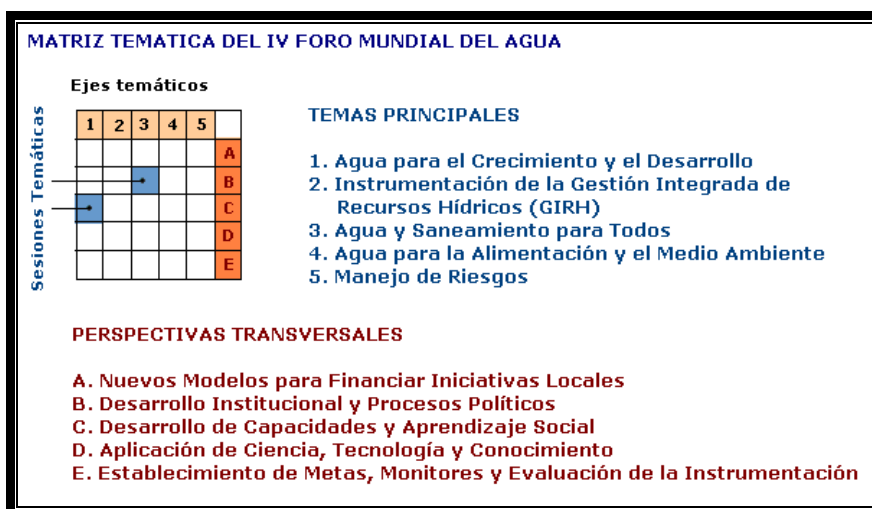 MATRIZ TEMATICA DEL IV FORO MUNDIAL DEL AGUA
Ejes temáticos
Sesiones Temáticas
1 2 3 4 5
A
B
C
D
E
TEMAS PRINCIPALES
1. Agua para el Crecimiento y el Desarrollo
2. Instrumentación de la Gestión Integrada de
Recursos Hídricos (GIRH)
3. Agua y Saneamiento para Todos
4. Agua para la Alimentación y el Medio Ambiente
5. Manejo de Riesgos
PERSPECTIVAS TRANSVERSALES
A. Nuevos Modelos para Financiar Iniciativas Locales
B. Desarrollo Institucional y Procesos Políticos
C. Desarrollo de Capacidades y Aprendizaje Social
D. Aplicación de Ciencia, Tecnología y Conocimiento
E. Establecimiento de Metas, Monitores y Evaluación de la Instrumentación